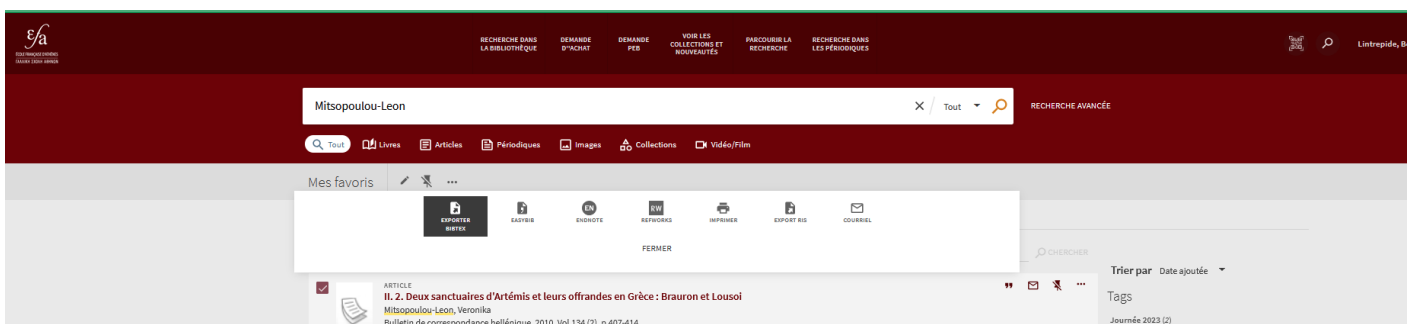 εfa
RECHERCHE DANS
LA BIBLIOTHÈQUE
DEMANDE
D''ACHAT
DEMANDE
PEB
VOIR LES
COLLECTIONS ET
NOUVEAUTÉS
PARCOURIR LA
RECHERCHE
RECHERCHE DANS
LES PÉRIODIQUES
Lintrepide, B
Mitsopoulou-Leon
Tout
RECHERCHE AVANCÉE
Tout
Livres
Articles
Périodiques
Images
Collections
Vidéo/Film
Mes favoris
EXPORTER
BIBTEX
EASYBIB
EN
ENDNOTE
RW
REFWORKS
IMPRIMER
EXPORT RIS
COURRIEL
FERMER
CHERCHER
Trier par Date ajoutée
ARTICLE
II. 2. Deux sanctuaires d'Artémis et leurs offrandes en Grèce : Brauron et Lousoi
Mitsopoulou-Leon, Veronika
Bulletin de correspondance hellénique, 2010, Vol.134 (2), p.407-414
Tags
Journée 2023 (2)